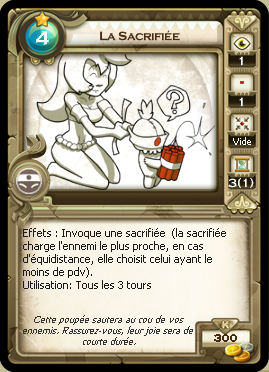 4
LA SACRIFIÉE
1
1
?
Vide
3(1)
Effets : Invoque une sacrifiée (la sacrifiée
charge l'ennemi le plus proche, en cas
d'équidistance, elle choisit celui ayant le
moins de pdv).
Utilisation: Tous les 3 tours
Cette poupée sautera au cou de vos
ennemis. Rassurez-vous, leur joie sera de
courte durée.
K
300